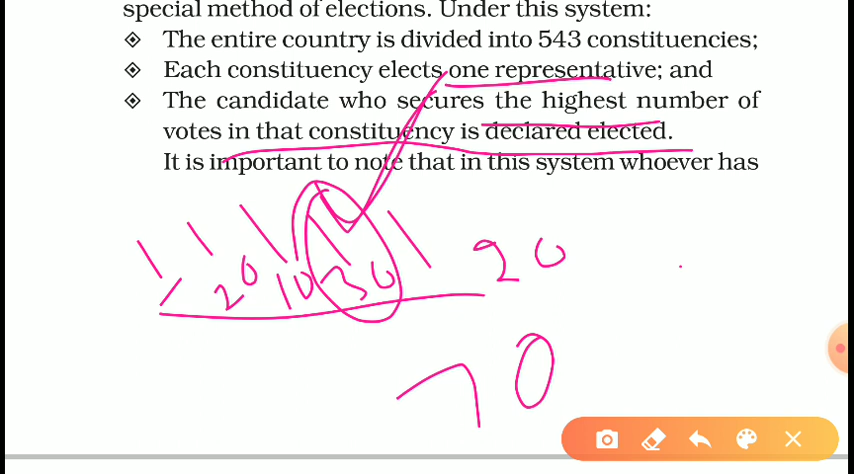 special method of elections. Under this system:
❖ The entire country is divided into 543 constituencies;
❖ Each constituency elects one representative; and
❖ The candidate who secures the highest number of
votes in that constituency is declared elected.
It is important to note that in this system whoever has
20 10 30 20
70